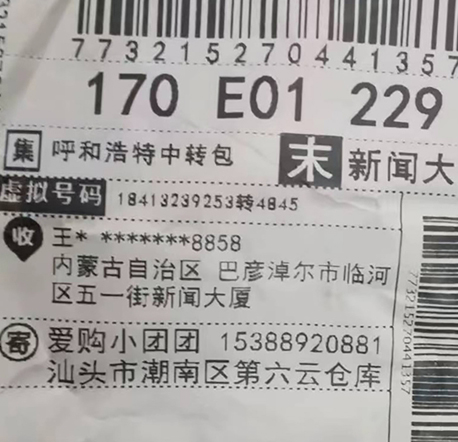 773215270441357
170 E01 229
集 呼和浩特中转包
末 新闻大
虚拟号码 18413239253转4845
收 王* *******8858
内蒙古自治区 巴彦淖尔市临河
区五一街新闻大厦
寄 爱购小团团 15388920881
汕头市潮南区第六云仓库
773215270441357